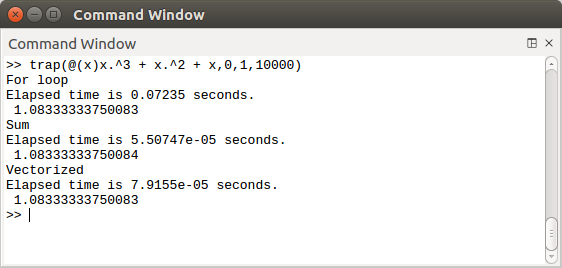 Command Window
Command Window
>> trap(@(x)x.^3 + x.^2 + x,0,1,10000)
For loop
Elapsed time is 0.07235 seconds.
1.08333333750083
Sum
Elapsed time is 5.50747e-05 seconds.
1.08333333750084
Vectorized
Elapsed time is 7.9155e-05 seconds.
1.08333333750083
>>